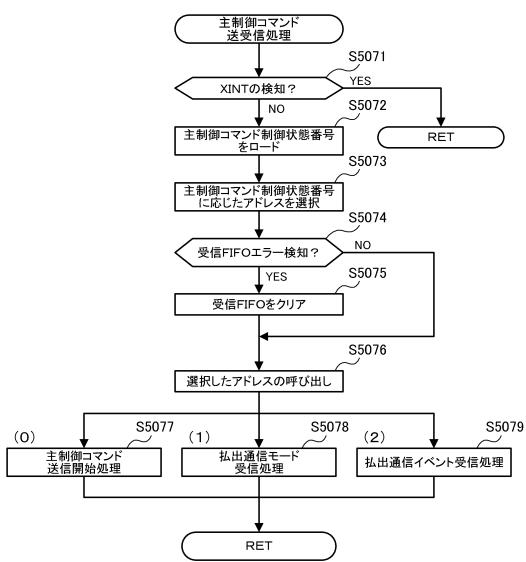 主制御コマンド
送受信処理
S5071
XINTの検知？
YES
NO
S5072
主制御コマンド制御状態番号
をロード
RET
S5073
主制御コマンド制御状態番号
に応じたアドレスを選択
S5074
受信FIFOエラー検知？
NO
YES
S5075
受信FIFOをクリア
S5076
選択したアドレスの呼び出し
(0)
S5077
(1)
S5078
(2)
S5079
主制御コマンド
送信開始処理
払出通信モード
受信処理
払出通信イベント受信処理
RET